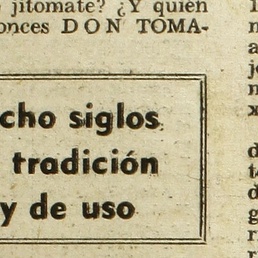 jitomate? ¿Y quien
onces DON TOMA-
cho siglos
tradición
y de uso